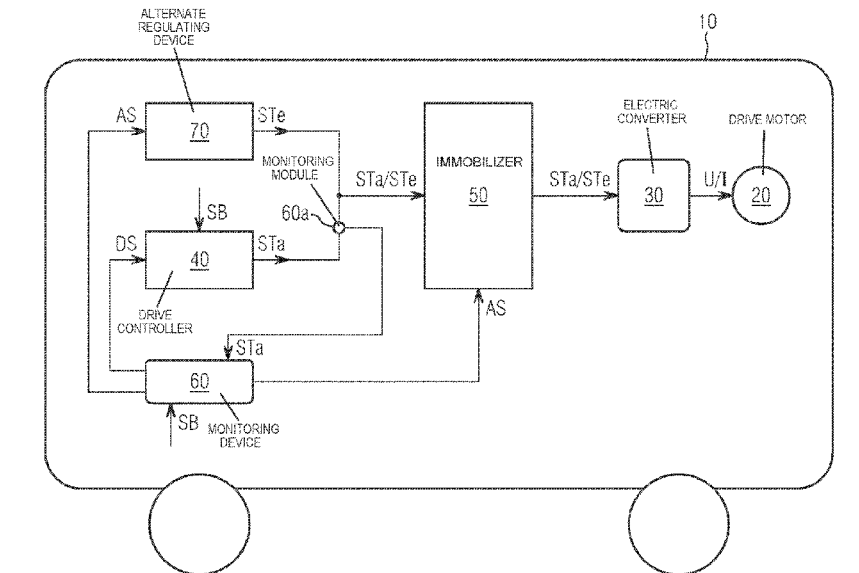 ALTERNATE
REGULATING
DEVICE
10
AS
70
STe
MONITORING
MODULE
60a
STa/STe
IMMOBILIZER
50
STa/STe
ELECTRIC
CONVERTER
30
U/I
DRIVE MOTOR
20
SB
DS
40
STa
DRIVE
CONTROLLER
STa
AS
60
SB
MONITORING
DEVICE